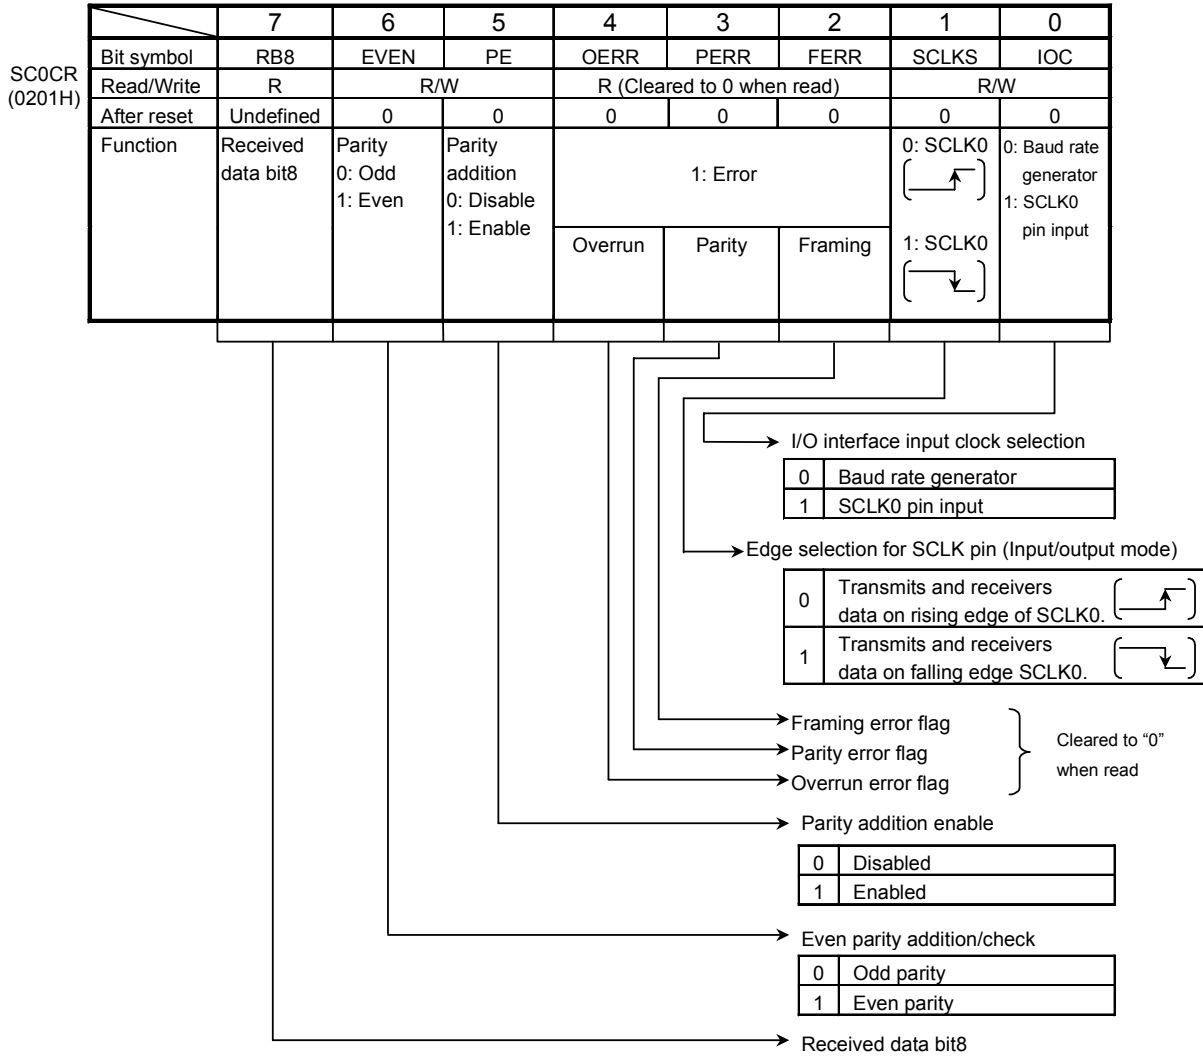 7 6 5 4 3 2 1 0
SC0CR
(0201H)
Bit symbol RB8 EVEN PE OERR PERR FERR SCLKS IOC
Read/Write R R/W R (Cleared to 0 when read) R/W
After reset Undefined 0 0 0 0 0 0 0
Function
Received
data bit8
Parity
0: Odd
1: Even
Parity
addition
0: Disable
1: Enable
1: Error
Overrun Parity Framing
0: SCLK0
1: SCLK0
0: Baud rate
generator
1: SCLK0
pin input
I/O interface input clock selection
0 Baud rate generator
1 SCLK0 pin input
Edge selection for SCLK pin (Input/output mode)
0 Transmits and receivers
data on rising edge of SCLK0.
1 Transmits and receivers
data on falling edge SCLK0.
Framing error flag
Parity error flag
Overrun error flag
Cleared to “0”
when read
Parity addition enable
0 Disabled
1 Enabled
Even parity addition/check
0 Odd parity
1 Even parity
Received data bit8